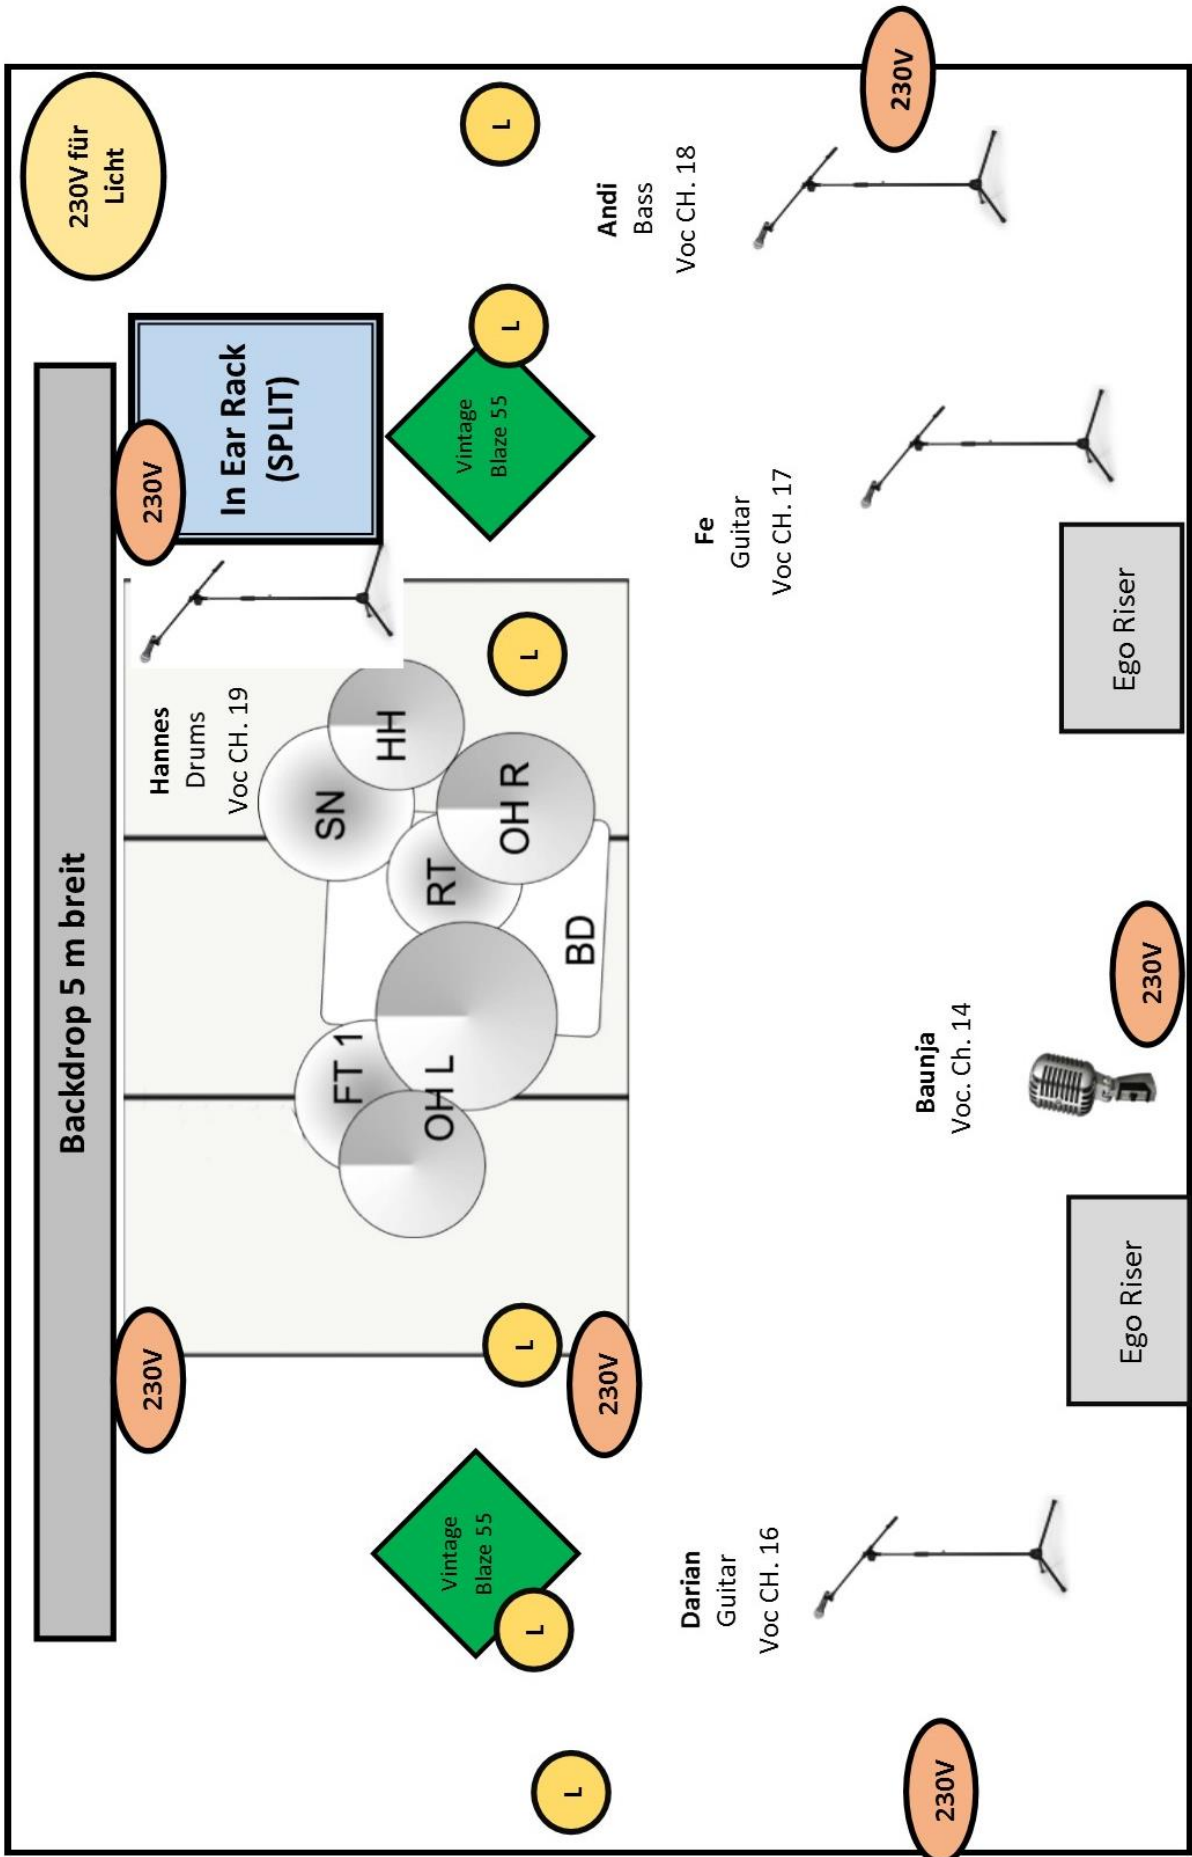 Backdrop 5 m breit
230V für
Licht
230V
Hannes
Drums
Voc CH. 19
230V
In Ear Rack
(SPLIT)
FT 1
SN
HH
OH L
RT
OH R
BD
Vintage
Blaze 55
Vintage
Blaze 55
L
L
L
L
L
L
230V
Darian
Guitar
Voc CH. 16
Fe
Guitar
Voc CH. 17
Andi
Bass
Voc CH. 18
230V
Baunja
Voc. Ch. 14
230V
230V
Ego Riser
Ego Riser